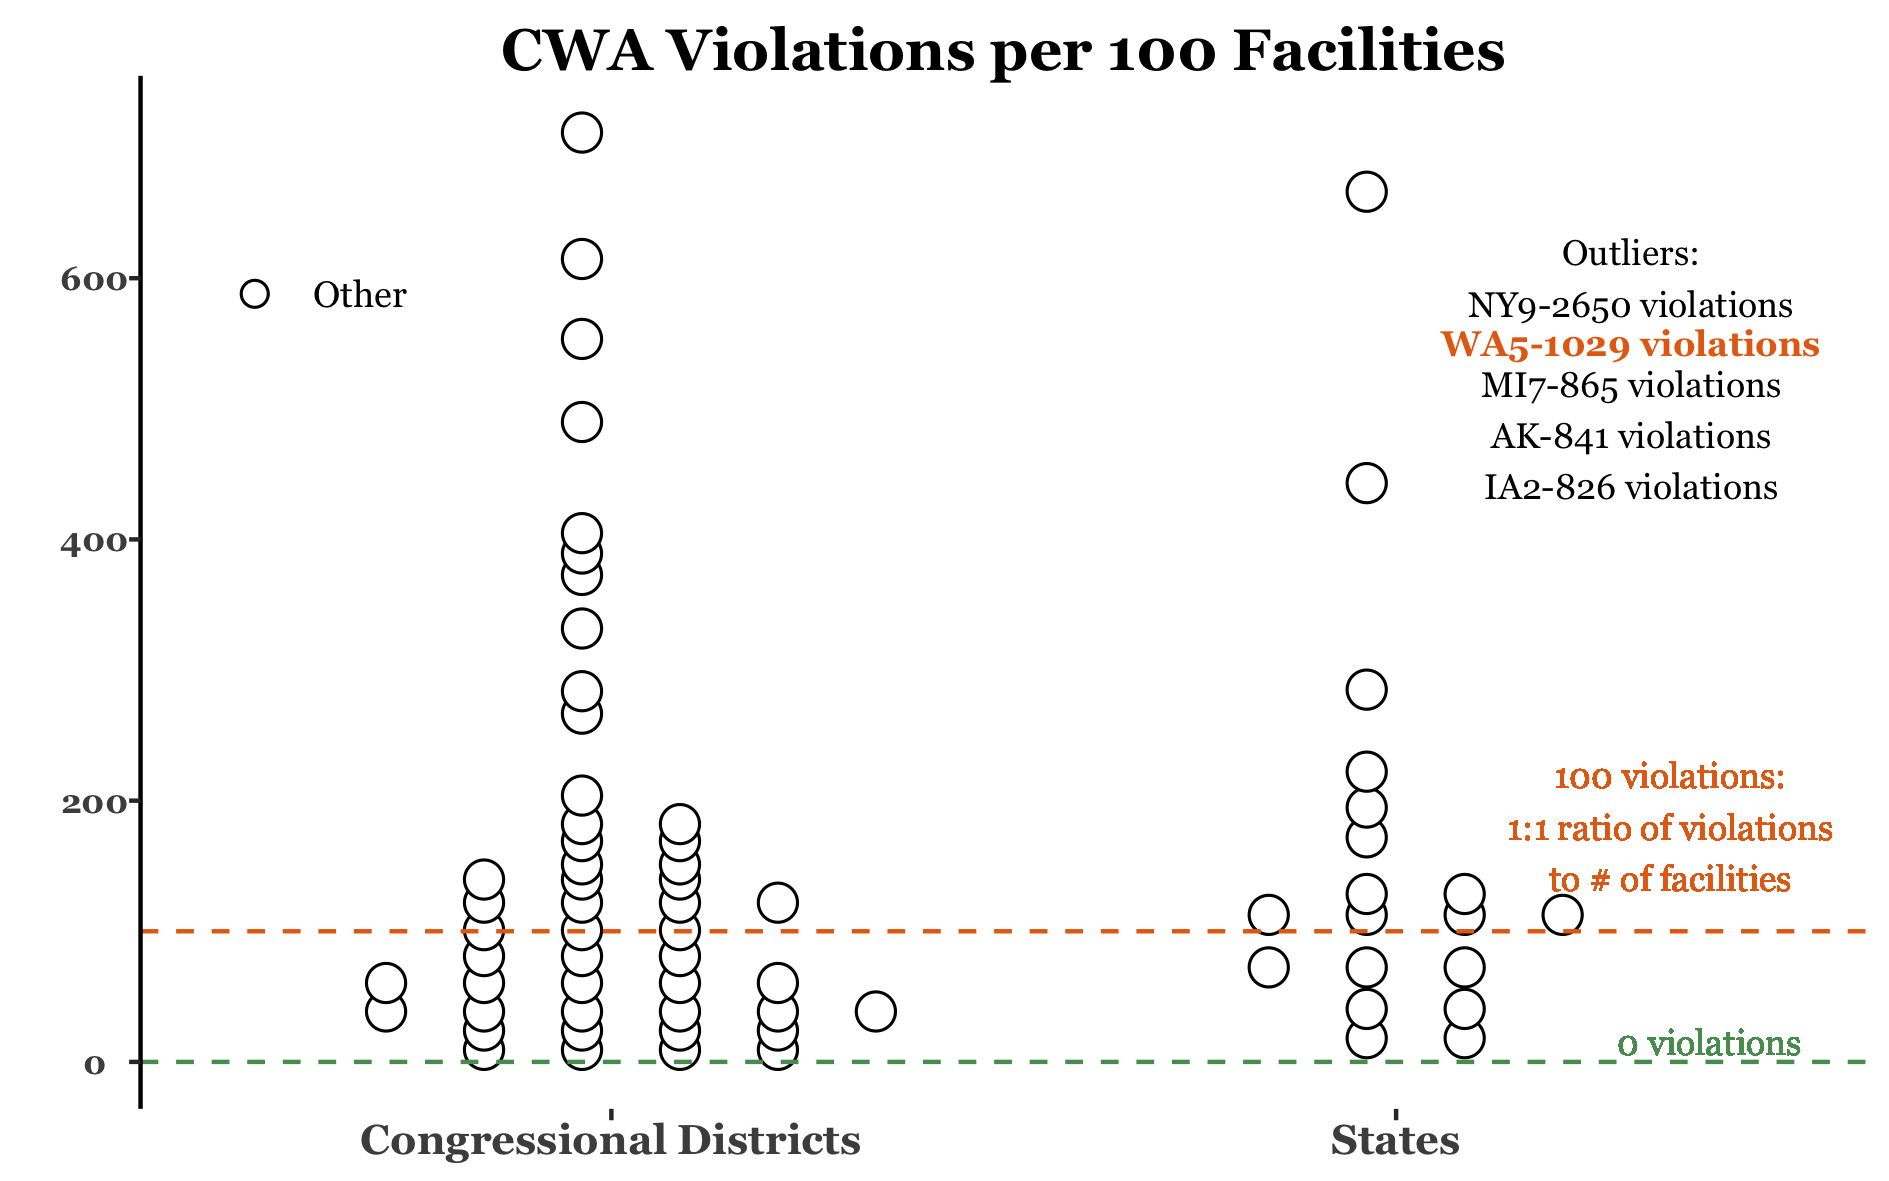 CWA Violations per 100 Facilities
600
400
200
0
Other
Outliers:
NY9-2650 violations
WA5-1029 violations
MI7-865 violations
AK-841 violations
IA2-826 violations
100 violations:
1:1 ratio of violations
to # of facilities
0 violations
Congressional Districts
States